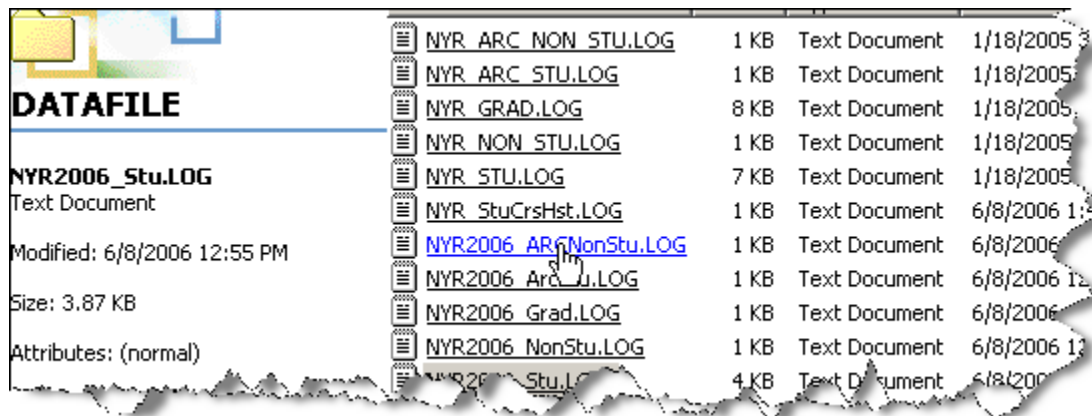 DATAFILE
NYR2006_Stu.LOG
Text Document
Modified: 6/8/2006 12:55 PM
Size: 3.87 KB
Attributes: (normal)
NYR_ARC_NON_STU.LOG 1 KB Text Document 1/18/2005
NYR_ARC_STU.LOG 1 KB Text Document 1/18/2005
NYR_GRAD.LOG 8 KB Text Document 1/18/2005
NYR_NON_STU.LOG 1 KB Text Document 1/18/2005
NYR_STU.LOG 7 KB Text Document 1/18/2005
NYR_StuCrsHst.LOG 1 KB Text Document 6/8/2006
NYR2006_ARCNonStu.LOG 1 KB Text Document 6/8/2006
1 KB Text Document 6/8/2006
NYR2006_Grad.LOG 1 KB Text Document 6/8/2006
NYR2006_NonStu.LOG 1 KB Text Document 6/8/2006
4 KB Text